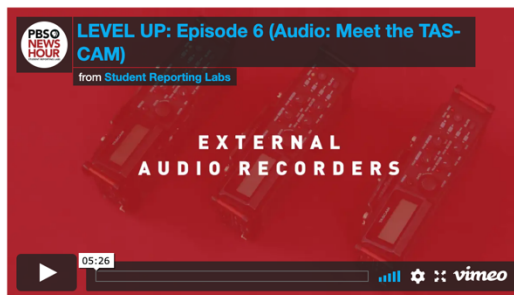 PBS
NEWS
HOUR
LEVEL UP: Episode 6 (Audio: Meet the TAS-
CAM)
from Student Reporting Labs
EXTERNAL
AUDIO RECORDERS
05:26
vimeo